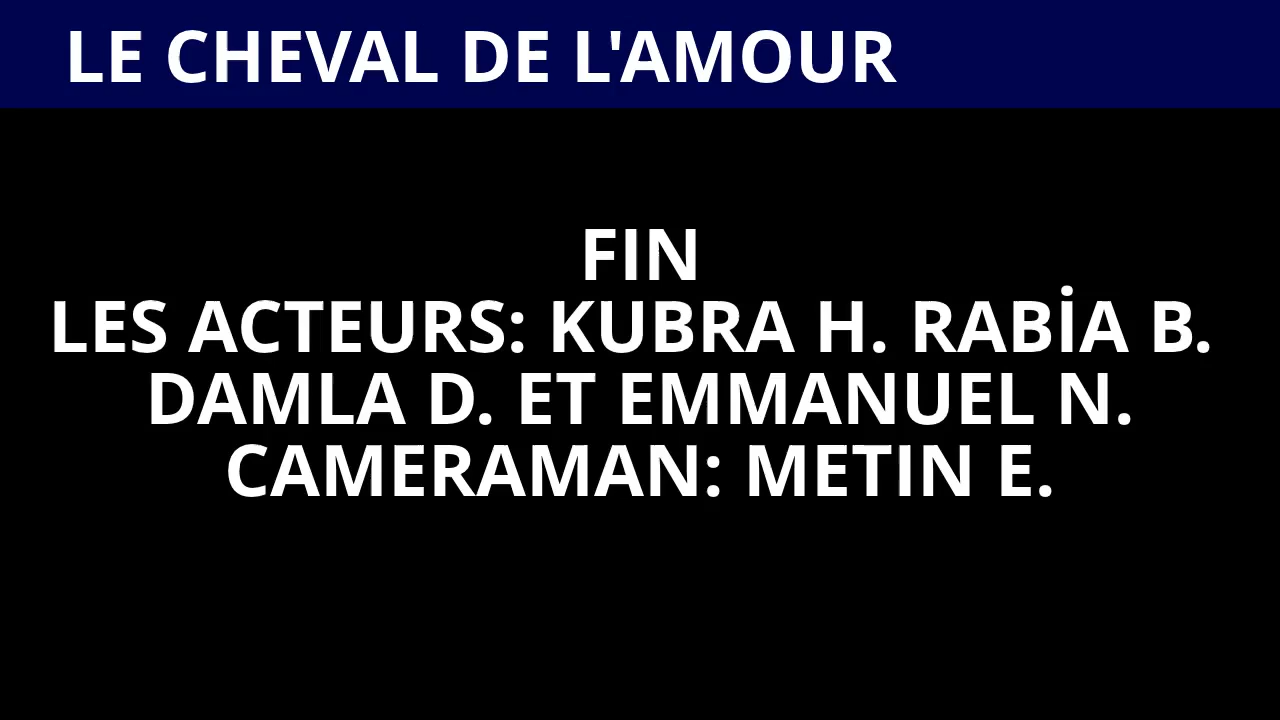 LE CHEVAL DE L'AMOUR
FIN
LES ACTEURS: KUBRA H. RABİA B.
DAMLA D. ET EMMANUEL N.
CAMERAMAN: METIN E.